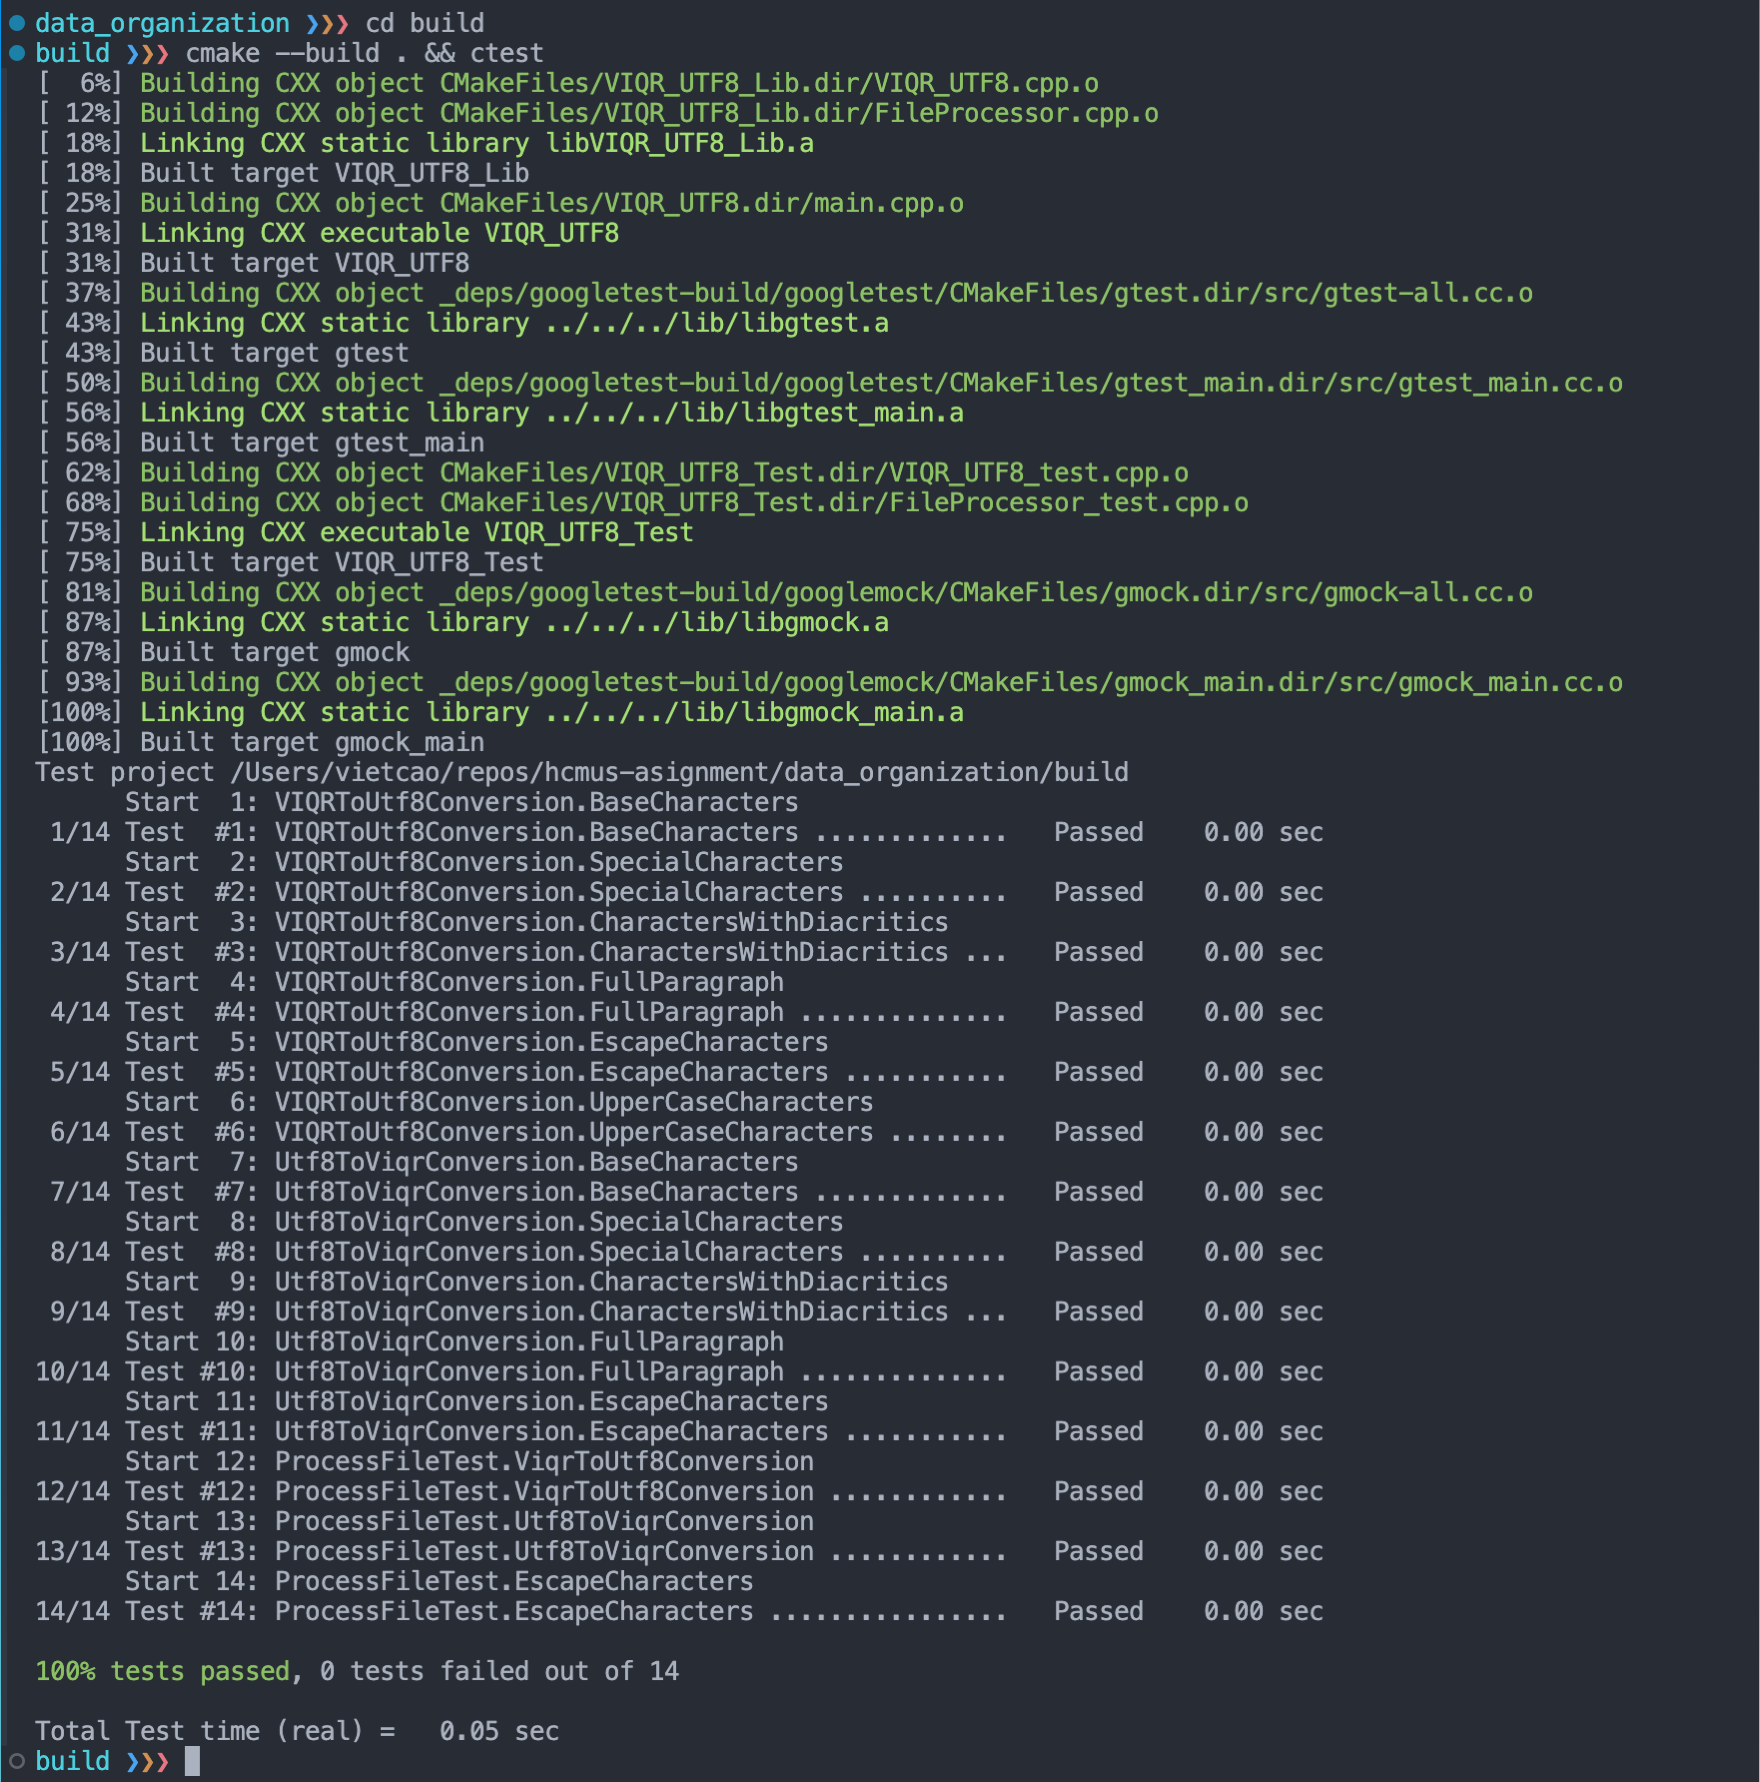 data_organization ❯❯❯ cd build
build ❯❯❯ cmake --build . && ctest
[  6%] Building CXX object CMakeFiles/VIQR_UTF8_Lib.dir/VIQR_UTF8.cpp.o
[ 12%] Building CXX object CMakeFiles/VIQR_UTF8_Lib.dir/FileProcessor.cpp.o
[ 18%] Linking CXX static library libVIQR_UTF8_Lib.a
[ 18%] Built target VIQR_UTF8_Lib
[ 25%] Building CXX object CMakeFiles/VIQR_UTF8.dir/main.cpp.o
[ 31%] Linking CXX executable VIQR_UTF8
[ 31%] Built target VIQR_UTF8
[ 37%] Building CXX object _deps/googletest-build/googletest/CMakeFiles/gtest.dir/src/gtest-all.cc.o
[ 43%] Linking CXX static library ../../../lib/libgtest.a
[ 43%] Built target gtest
[ 50%] Building CXX object _deps/googletest-build/googletest/CMakeFiles/gtest_main.dir/src/gtest_main.cc.o
[ 56%] Linking CXX static library ../../../lib/libgtest_main.a
[ 56%] Built target gtest_main
[ 62%] Building CXX object CMakeFiles/VIQR_UTF8_Test.dir/VIQR_UTF8_test.cpp.o
[ 68%] Building CXX object CMakeFiles/VIQR_UTF8_Test.dir/FileProcessor_test.cpp.o
[ 75%] Linking CXX executable VIQR_UTF8_Test
[ 75%] Built target VIQR_UTF8_Test
[ 81%] Building CXX object _deps/googletest-build/googlemock/CMakeFiles/gmock.dir/src/gmock-all.cc.o
[ 87%] Linking CXX static library ../../../lib/libgmock.a
[ 87%] Built target gmock
[ 93%] Building CXX object _deps/googletest-build/googlemock/CMakeFiles/gmock_main.dir/src/gmock_main.cc.o
[100%] Linking CXX static library ../../../lib/libgmock_main.a
[100%] Built target gmock_main
Test project /Users/vietcao/repos/hcmus-asignment/data_organization/build
      Start  1: VIQRToUtf8Conversion.BaseCharacters
 1/14 Test  #1: VIQRToUtf8Conversion.BaseCharacters .............   Passed    0.00 sec
      Start  2: VIQRToUtf8Conversion.SpecialCharacters
 2/14 Test  #2: VIQRToUtf8Conversion.SpecialCharacters ..........   Passed    0.00 sec
      Start  3: VIQRToUtf8Conversion.CharactersWithDiacritics
 3/14 Test  #3: VIQRToUtf8Conversion.CharactersWithDiacritics ...   Passed    0.00 sec
      Start  4: VIQRToUtf8Conversion.FullParagraph
 4/14 Test  #4: VIQRToUtf8Conversion.FullParagraph ..............   Passed    0.00 sec
      Start  5: VIQRToUtf8Conversion.EscapeCharacters
 5/14 Test  #5: VIQRToUtf8Conversion.EscapeCharacters ...........   Passed    0.00 sec
      Start  6: VIQRToUtf8Conversion.UpperCaseCharacters
 6/14 Test  #6: VIQRToUtf8Conversion.UpperCaseCharacters ........   Passed    0.00 sec
      Start  7: Utf8ToViqrConversion.BaseCharacters
 7/14 Test  #7: Utf8ToViqrConversion.BaseCharacters .............   Passed    0.00 sec
      Start  8: Utf8ToViqrConversion.SpecialCharacters
 8/14 Test  #8: Utf8ToViqrConversion.SpecialCharacters ..........   Passed    0.00 sec
      Start  9: Utf8ToViqrConversion.CharactersWithDiacritics
 9/14 Test  #9: Utf8ToViqrConversion.CharactersWithDiacritics ...   Passed    0.00 sec
      Start 10: Utf8ToViqrConversion.FullParagraph
10/14 Test #10: Utf8ToViqrConversion.FullParagraph ..............   Passed    0.00 sec
      Start 11: Utf8ToViqrConversion.EscapeCharacters
11/14 Test #11: Utf8ToViqrConversion.EscapeCharacters ...........   Passed    0.00 sec
      Start 12: ProcessFileTest.ViqrToUtf8Conversion
12/14 Test #12: ProcessFileTest.ViqrToUtf8Conversion ............   Passed    0.00 sec
      Start 13: ProcessFileTest.Utf8ToViqrConversion
13/14 Test #13: ProcessFileTest.Utf8ToViqrConversion ............   Passed    0.00 sec
      Start 14: ProcessFileTest.EscapeCharacters
14/14 Test #14: ProcessFileTest.EscapeCharacters ................   Passed    0.00 sec
100% tests passed, 0 tests failed out of 14
Total Test time (real) =   0.05 sec
build ❯❯❯